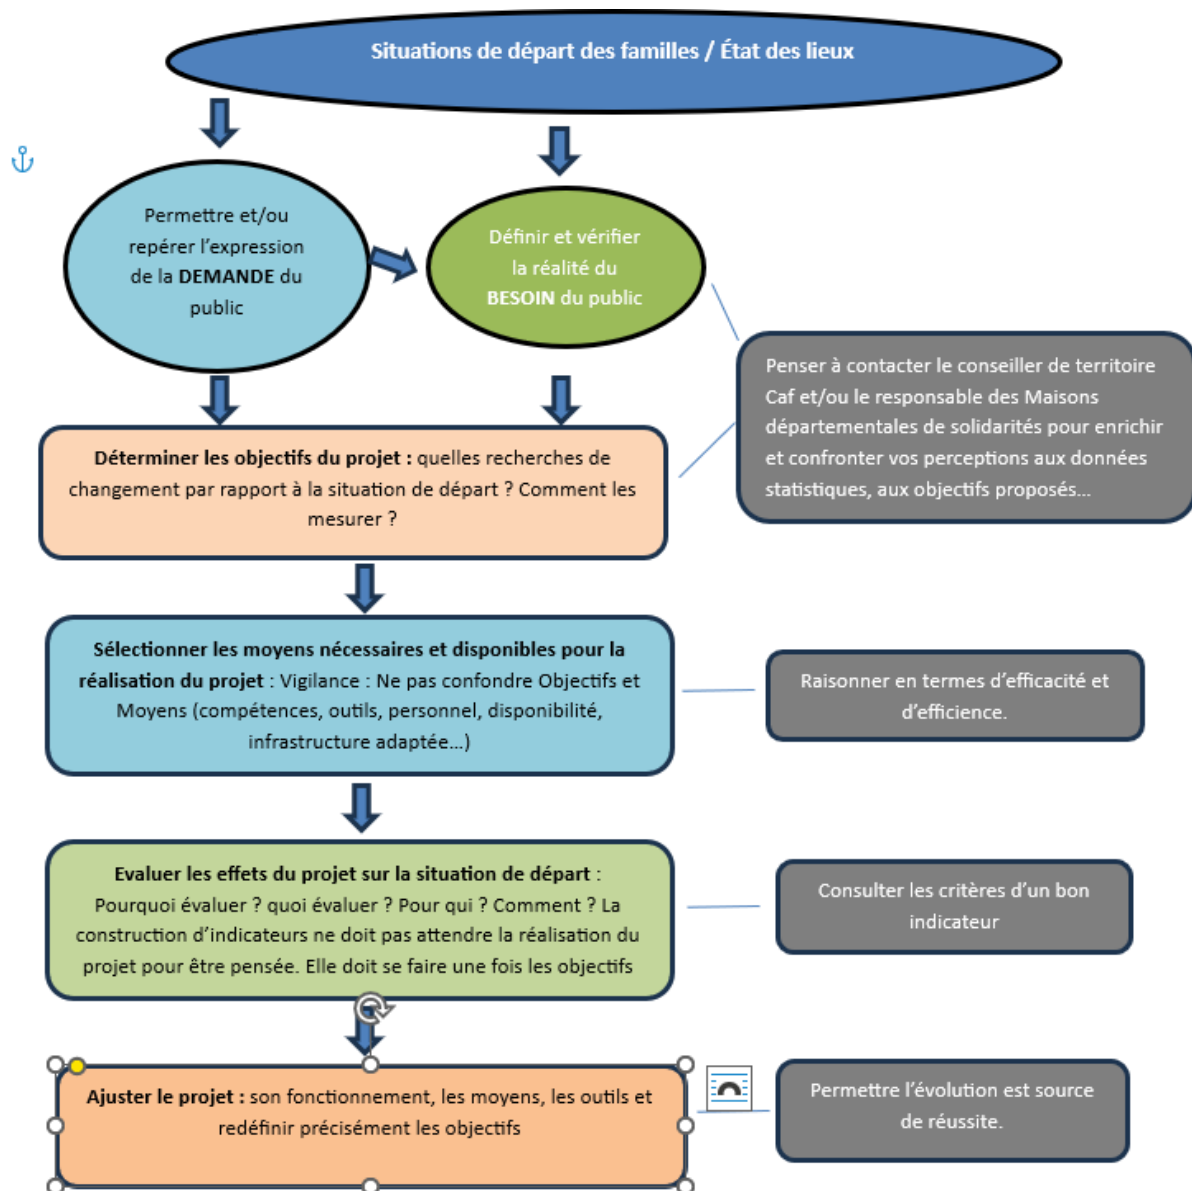 Situations de départ des familles / État des lieux
Permettre et/ou
repérer l’expression
de la DEMANDE du
public
Définir et vérifier
la réalité du
BESOIN du public
Penser à contacter le conseiller de territoire
Caf et/ou le responsable des Maisons
départementales de solidarités pour enrichir
et confronter vos perceptions aux données
statistiques, aux objectifs proposés…
Déterminer les objectifs du projet : quelles recherches de
changement par rapport à la situation de départ ? Comment les
mesurer ?
Sélectionner les moyens nécessaires et disponibles pour la
réalisation du projet : Vigilance : Ne pas confondre Objectifs et
Moyens (compétences, outils, personnel, disponibilité,
infrastructure adaptée…)
Raisonner en termes d’efficacité et
d’efficience.
Evaluer les effets du projet sur la situation de départ :
Pourquoi évaluer ? quoi évaluer ? Pour qui ? Comment ? La
construction d’indicateurs ne doit pas attendre la réalisation du
projet pour être pensée. Elle doit se faire une fois les objectifs
Consulter les critères d’un bon
indicateur
Ajuster le projet : son fonctionnement, les moyens, les outils et
redéfinir précisément les objectifs
Permettre l’évolution est source
de réussite.